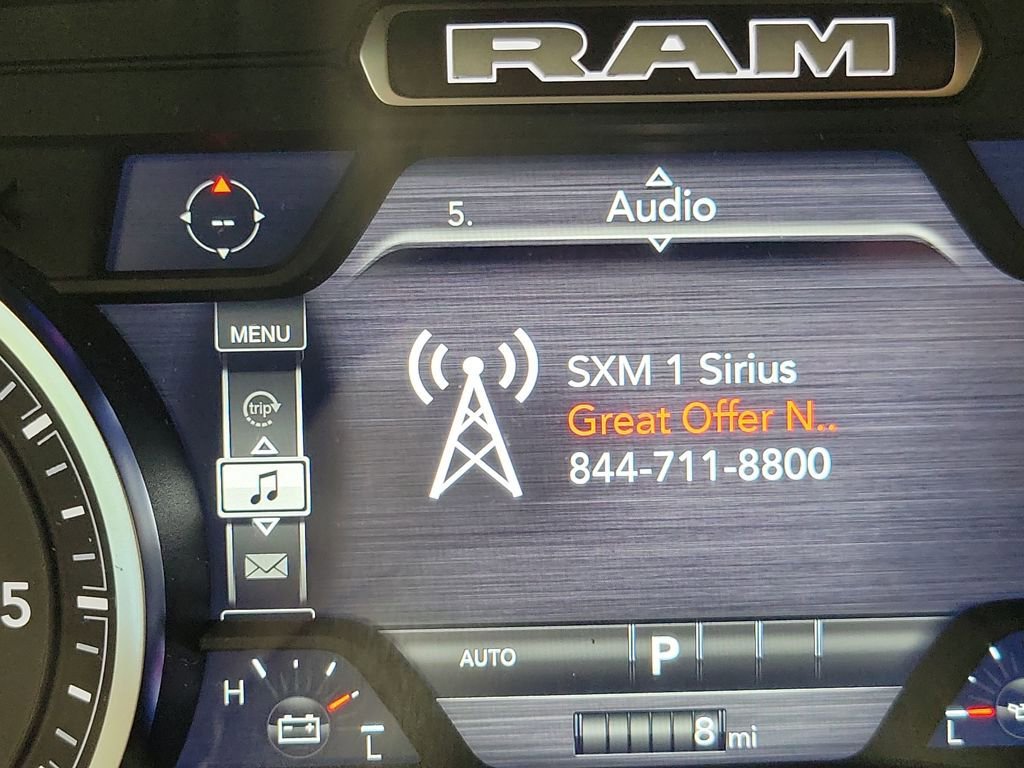 RAM
5.
Audio
--
MENU
trip
SXM 1 Sirius
Great Offer N..
844-711-8800
5
AUTO
P
H
L
8 mi
L